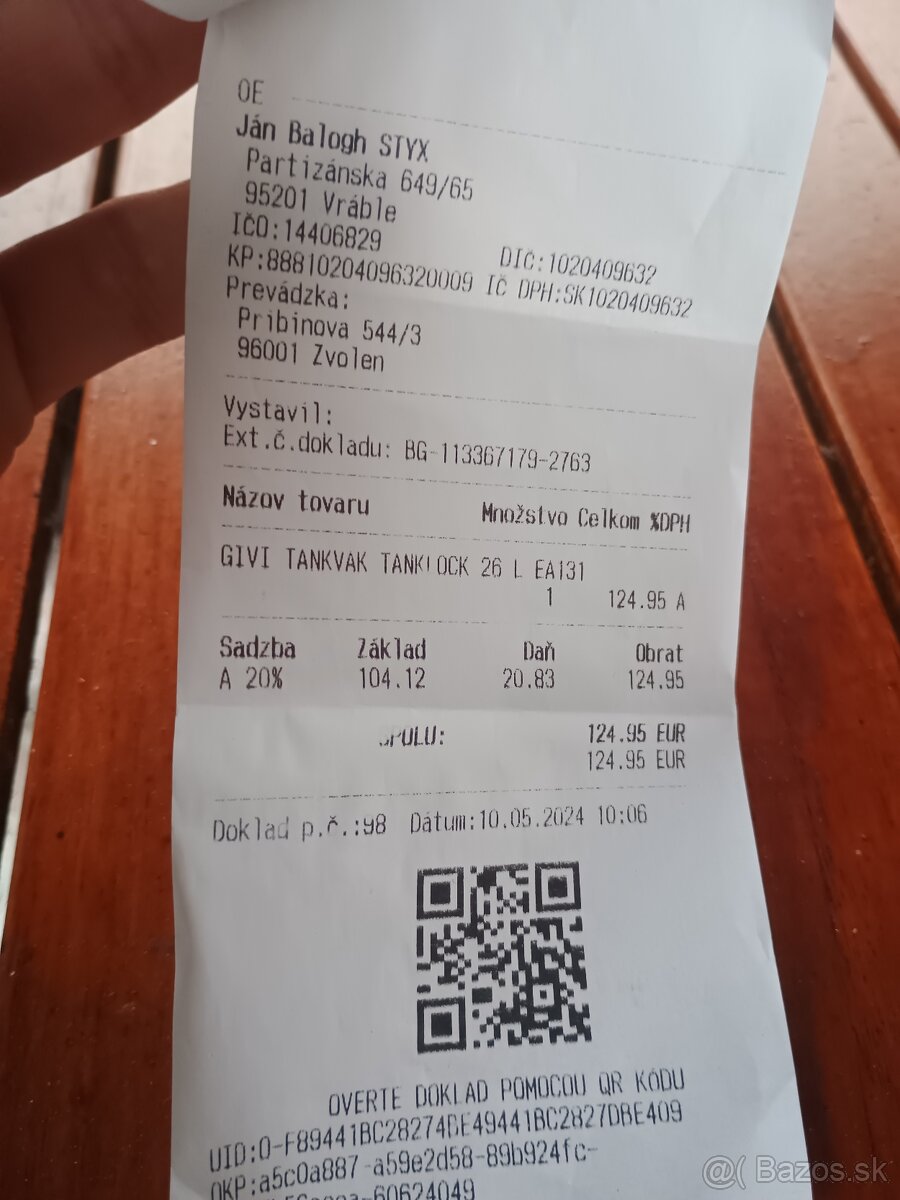 OE
Ján Balogh STYX
Partizánska 649/65
95201 Vráble
IČO:14406829 DIČ:1020409632
KP:88810204096320009 IČ DPH:SK1020409632
Prevádzka:
Pribinova 544/3
96001 Zvolen
Vystavil:
Ext.č.dokladu: BG-113367179-2763
Názov tovaru Množstvo Celkom %DPH
GIVI TANKVAK TANKLOCK 26 L EA131
1 124.95 A
Sadzba Základ Daň Obrat
A 20% 104.12 20.83 124.95
SPOLU: 124.95 EUR
124.95 EUR
Doklad p.č.:98 Dátum:10.05.2024 10:06
OVERTE DOKLAD POMOCOU QR KÓDU
UID:O-F89441BC28274DE49441BC2827DBE409
OKP:a5c0a887-a59e2d58-89b924fc-
-60624049
@( Bazos.sk